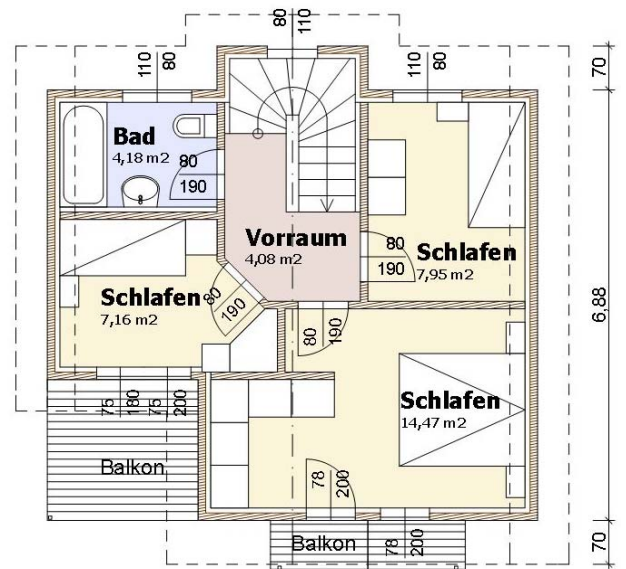 80
110
110
80
110
80
70
Bad
4,18 m2
80
190
Vorraum
4,08 m2
80
190
Schlafen
7,95 m2
Schlafen
7,16 m2
80
190
80
190
6,88
75
180
75
200
Schlafen
14,47 m2
Balkon
78
200
Balkon
78
200
70